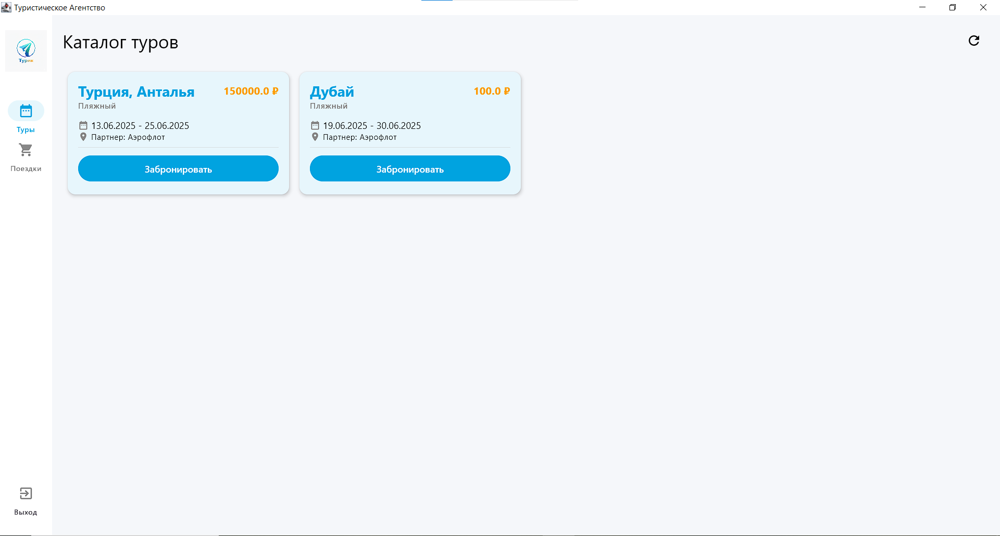 Туристическое Агентство
Турик
Каталог туров
Турция, Анталья
150000.0 ₽
Пляжный
13.06.2025 - 25.06.2025
Партнер: Аэрофлот
Забронировать
Дубай
100.0 ₽
Пляжный
19.06.2025 - 30.06.2025
Партнер: Аэрофлот
Забронировать
Туры
Поездки
Выход